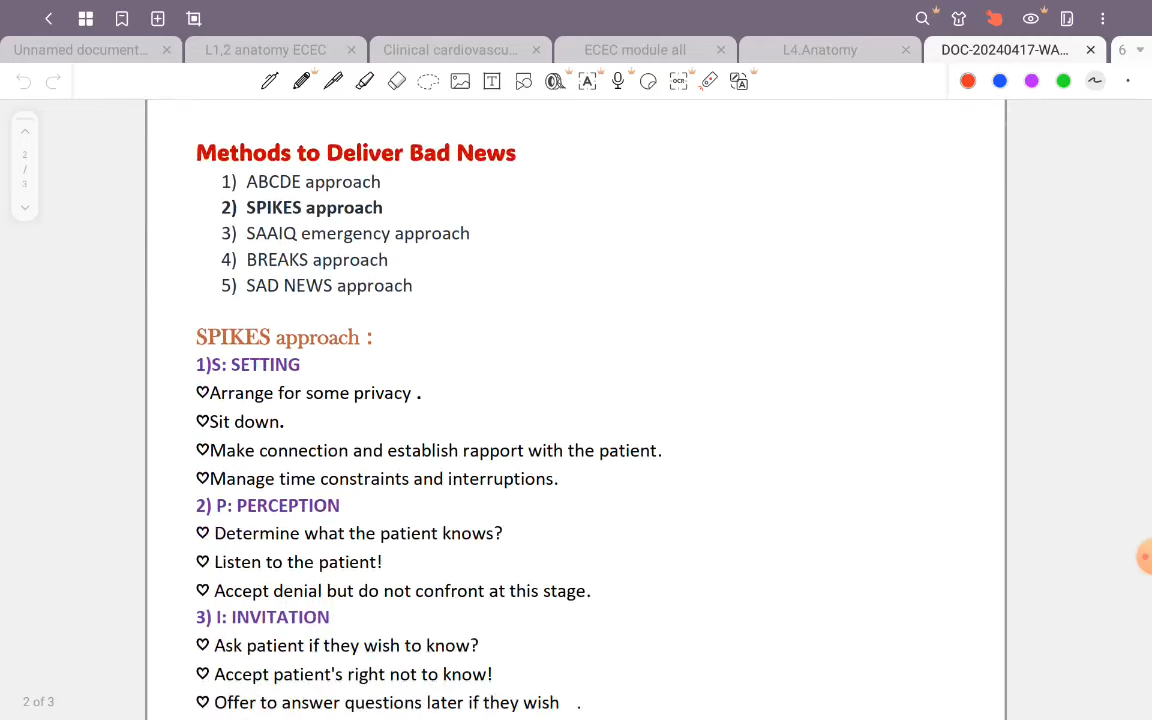 Unnamed document...
L1,2 anatomy ECEC
Clinical cardiovascu...
ECEC module all
L4.Anatomy
DOC-20240417-WA...
6
2
/
3
Methods to Deliver Bad News
1) ABCDE approach
2) SPIKES approach
3) SAAIQ emergency approach
4) BREAKS approach
5) SAD NEWS approach
SPIKES approach :
1)S: SETTING
♡Arrange for some privacy .
♡Sit down.
♡Make connection and establish rapport with the patient.
♡Manage time constraints and interruptions.
2) P: PERCEPTION
♡ Determine what the patient knows?
♡ Listen to the patient!
♡ Accept denial but do not confront at this stage.
3) I: INVITATION
♡ Ask patient if they wish to know?
♡ Accept patient's right not to know!
♡ Offer to answer questions later if they wish .
2 of 3